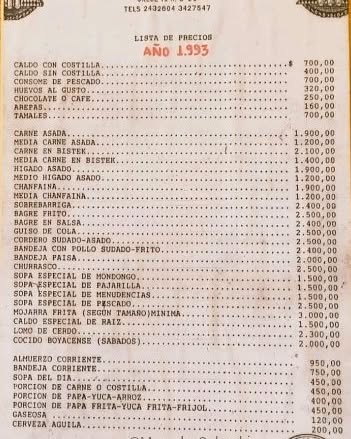 TELS 2432604 3427547
LISTA DE PRECIOS
AÑO 1.993
CALDO CON COSTILLA $ 700,00
CALDO SIN COSTILLA 400,00
CONSOME DE PESCADO 700,00
HUEVOS AL GUSTO 320,00
CHOCOLATE O CAFE 250,00
AREPAS 160,00
TAMALES 700,00
CARNE ASADA 1.900,00
MEDIA CARNE ASADA 1.200,00
CARNE EN BISTEK 2.100,00
MEDIA CARNE EN BISTEK 1.400,00
HIGADO ASADO 1.900,00
MEDIO HIGADO ASADO 1.200,00
CHANFAINA 1.900,00
MEDIA CHANFAINA 1.200,00
SOBREBARRIGA 2.400,00
BAGRE FRITO 2.500,00
BAGRE EN SALSA 2.400,00
GUISO DE COLA 2.500,00
CORDERO SUDADO-ASADO 2.500,00
BANDEJA CON POLLO SUDADO-FRITO 2.400,00
BANDEJA PAISA 2.000,00
CHURRASCO 2.500,00
SOPA ESPECIAL DE MONDONGO 1.500,00
SOPA ESPECIAL DE PAJARILLA 1.500,00
SOPA ESPECIAL DE MENUDENCIAS 1.500,00
SOPA ESPECIAL DE PESCADO 2.500,00
MOJARRA FRITA (SEGUN TAMAÑO) MINIMA 3.000,00
CALDO ESPECIAL DE RAIZ 1.500,00
LOMO DE CERDO 2.300,00
COCIDO BOYACENSE (SABADOS) 2.000,00
ALMUERZO CORRIENTE 950,00
BANDEJA CORRIENTE 750,00
SOPA DEL DIA 450,00
PORCION DE CARNE O COSTILLA 450,00
PORCION DE PAPA-YUCA-ARROZ 400,00
PORCION DE PAPA FRITA-YUCA FRITA-FRIJOL 450,00
GASEOSA 120,00
CERVEZA AGUILA 200,00